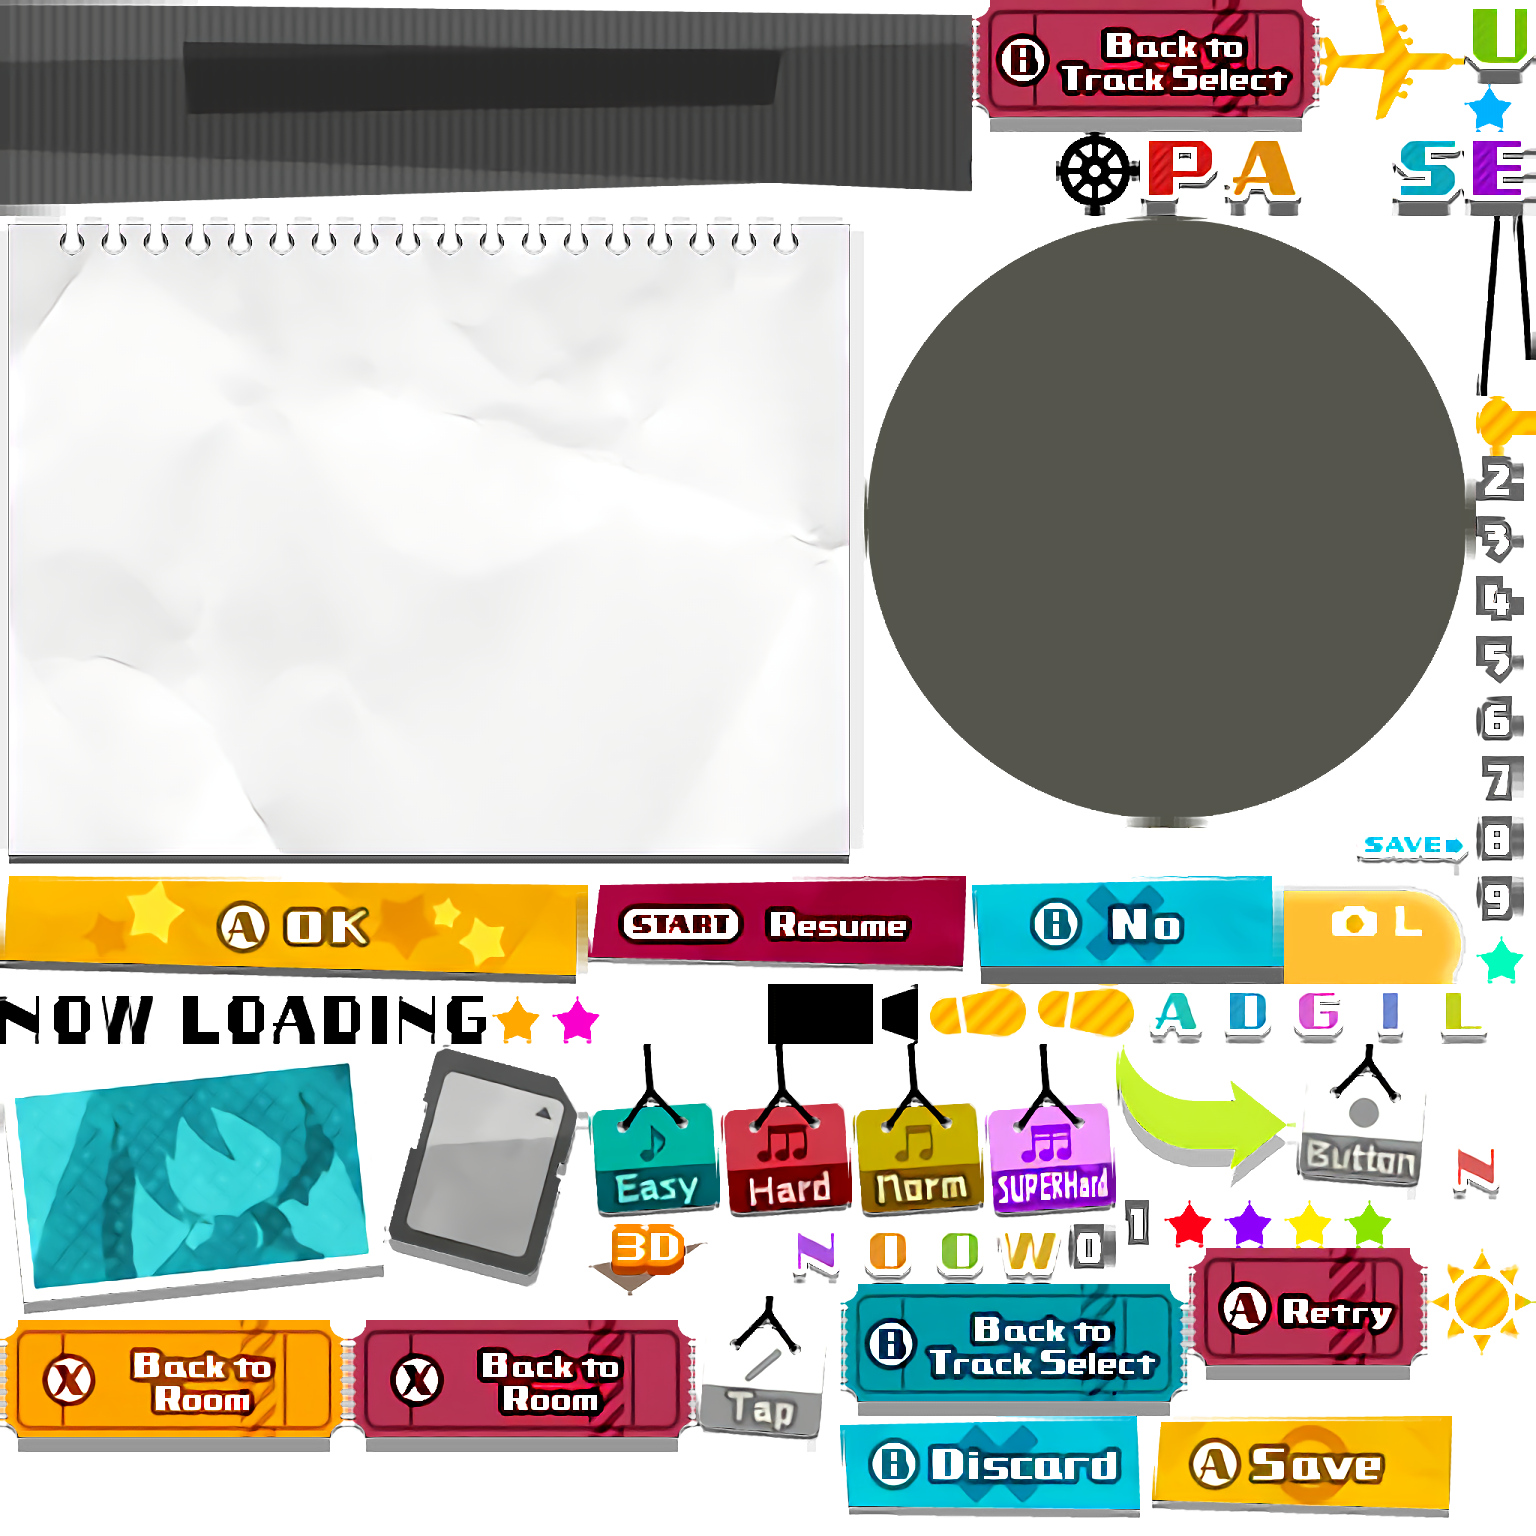 B Back to
Track Select
U
P A S E
2
3
4
5
6
7
SAVE
8
9
A OK
START Resume
B No
L
NOW LOADING
A D G I L
Easy
Hard
Norm
SUPERHard
Button
N
3D
N O O W 0 1
A Retry
X Back to
Room
X Back to
Room
Tap
B Back to
Track Select
B Discard
A Save